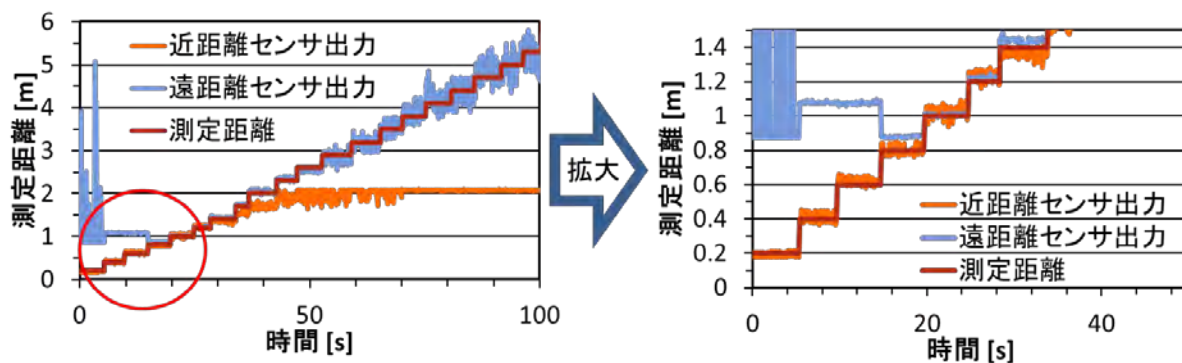 測定距離 [m]
6
5
4
3
2
1
0
近距離センサ出力
遠距離センサ出力
測定距離
0
50
100
時間 [s]
拡大
測定距離 [m]
1.4
1.2
1
0.8
0.6
0.4
0.2
0
近距離センサ出力
遠距離センサ出力
測定距離
0
20
40
時間 [s]